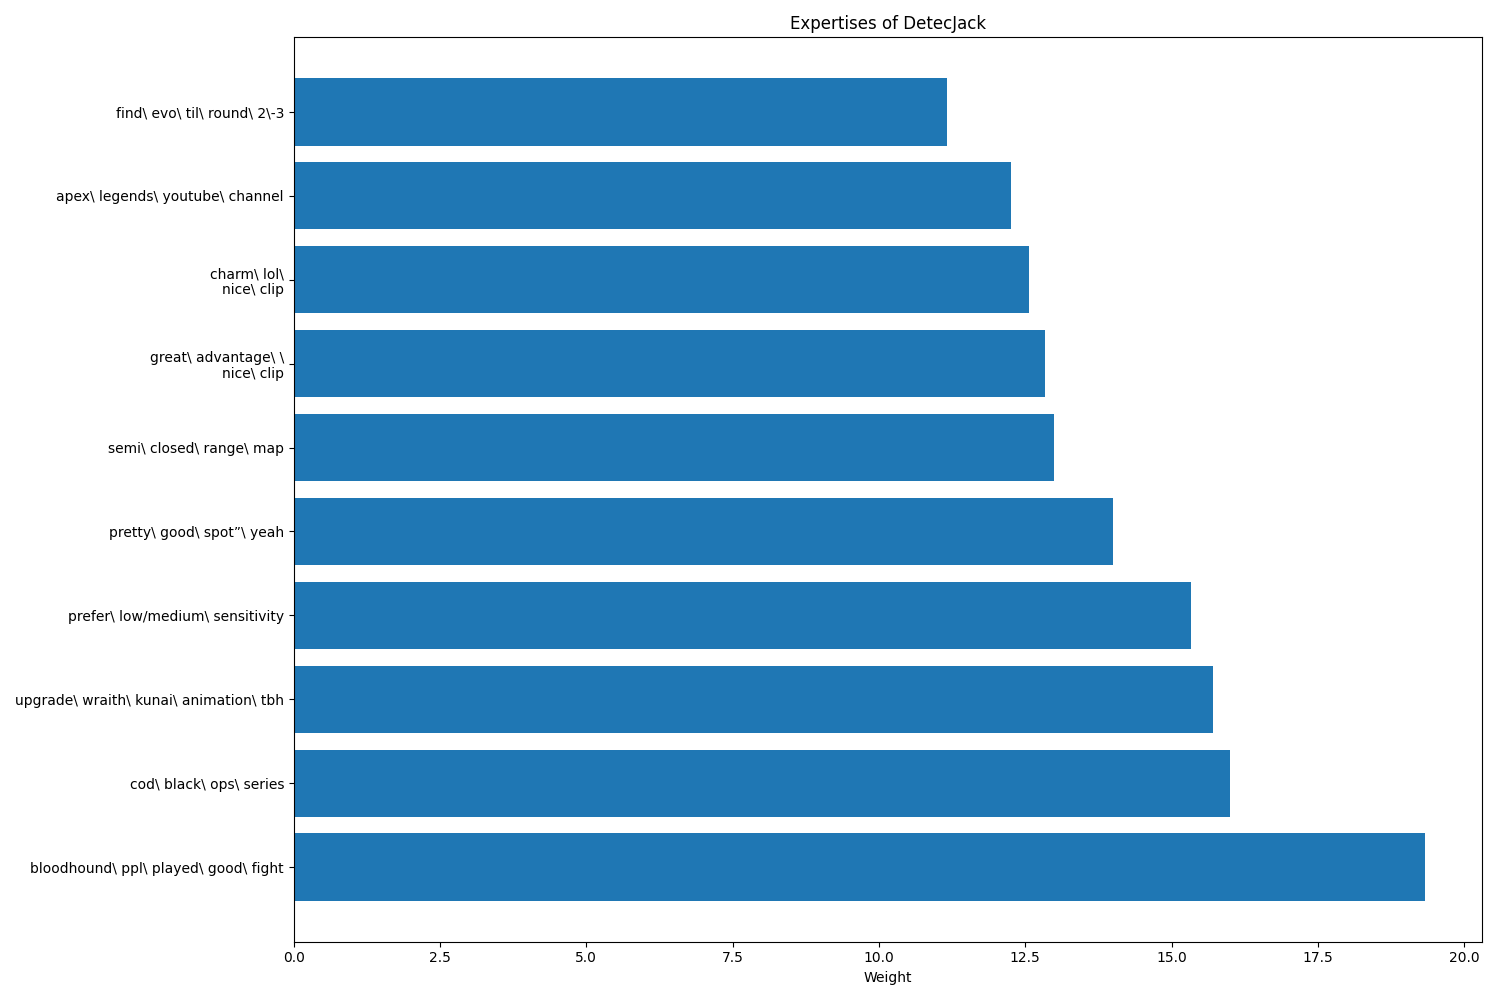 Expertises of DetecJack
find\ evo\ til\ round\ 2\-3
apex\ legends\ youtube\ channel
charm\ lol\
nice\ clip
great\ advantage\ \
nice\ clip
semi\ closed\ range\ map
pretty\ good\ spot”\ yeah
prefer\ low/medium\ sensitivity
upgrade\ wraith\ kunai\ animation\ tbh
cod\ black\ ops\ series
bloodhound\ ppl\ played\ good\ fight
0.0 2.5 5.0 7.5 10.0 12.5 15.0 17.5 20.0
Weight